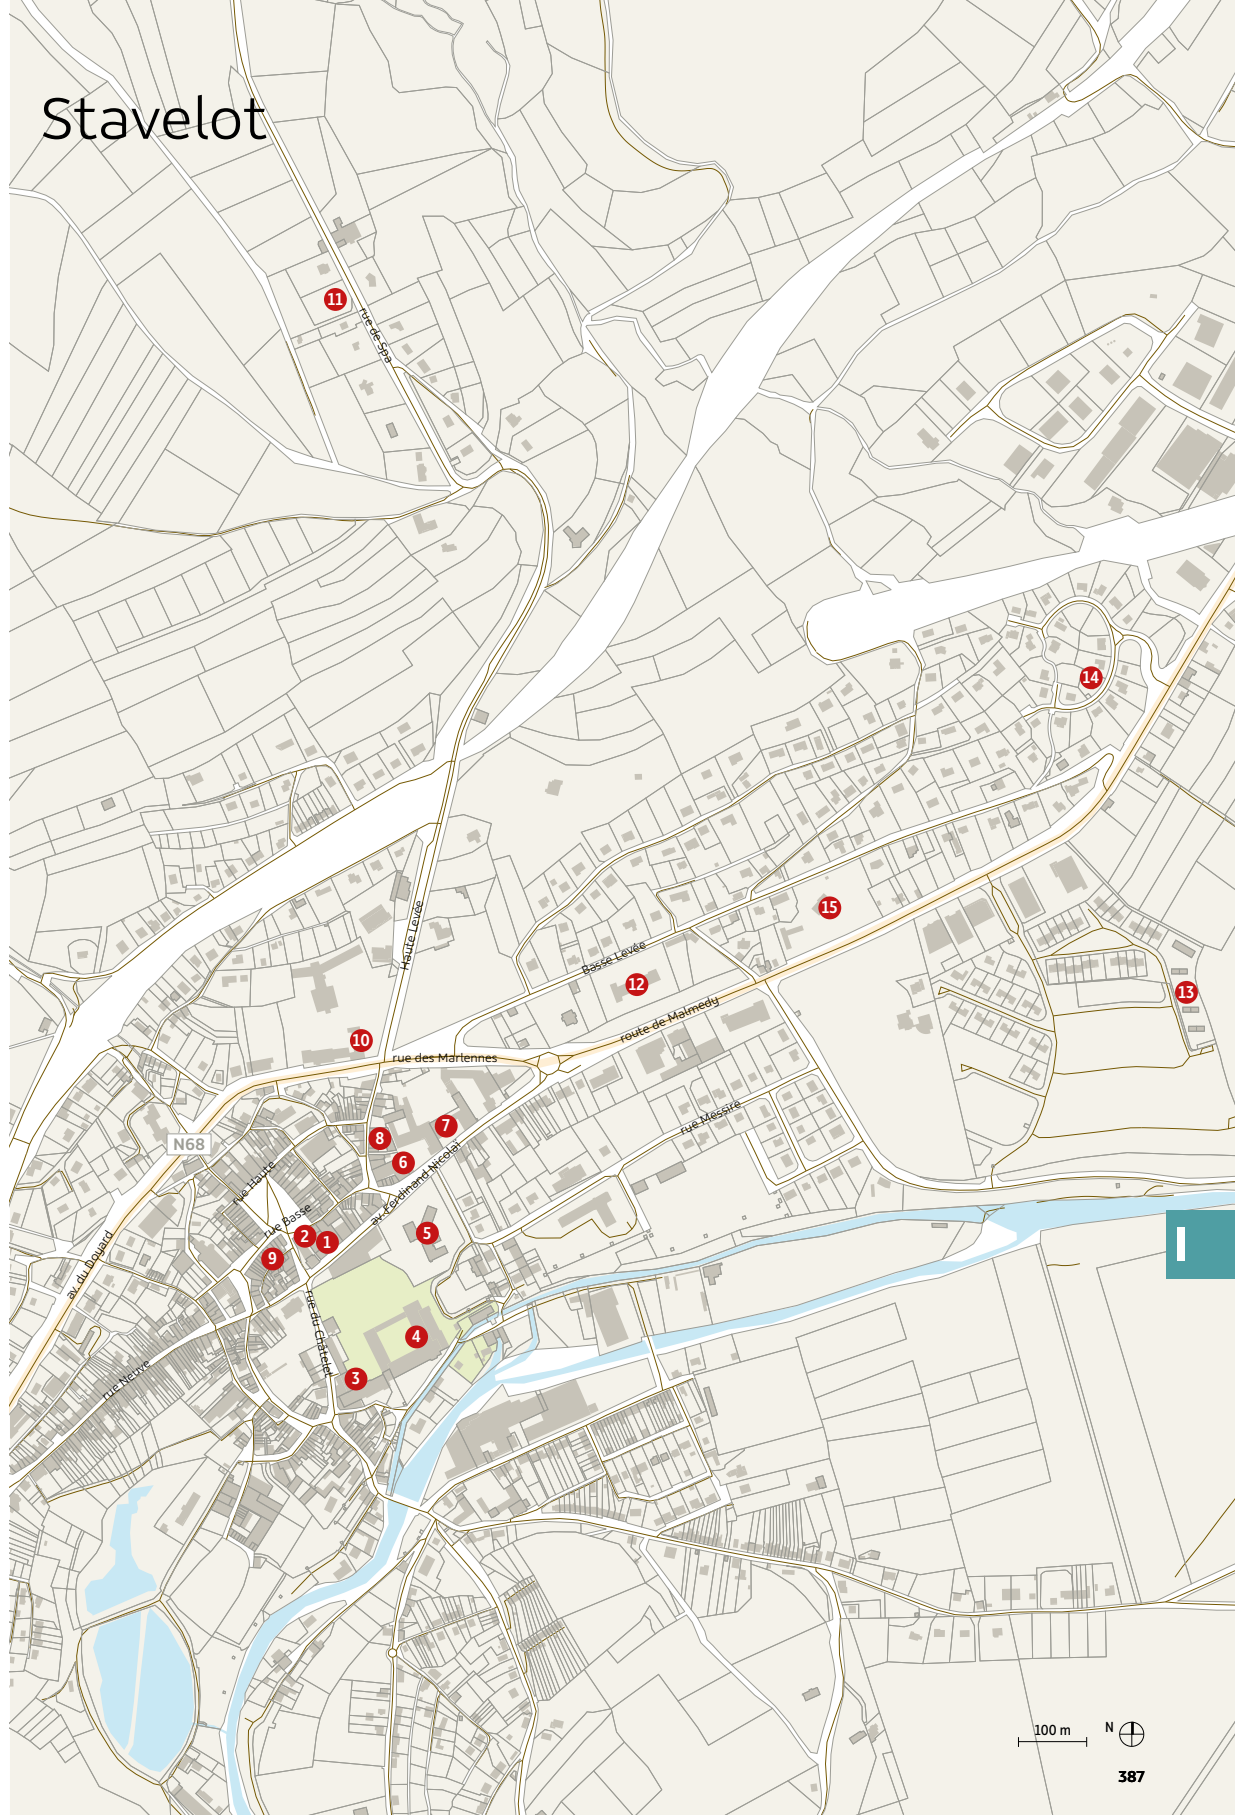 Stavelot
11
rue de Spa
14
15
Haute Levée
Basse Levée
12
13
route de Malmedy
10
rue des Martennes
7
rue Messire
8
N68
6
av. Ferdinand Nicolaï
rue Haute
rue Basse
5
2
1
9
av. du Doyard
I
rue du Châtelet
4
3
rue Neuve
100 m
N
387